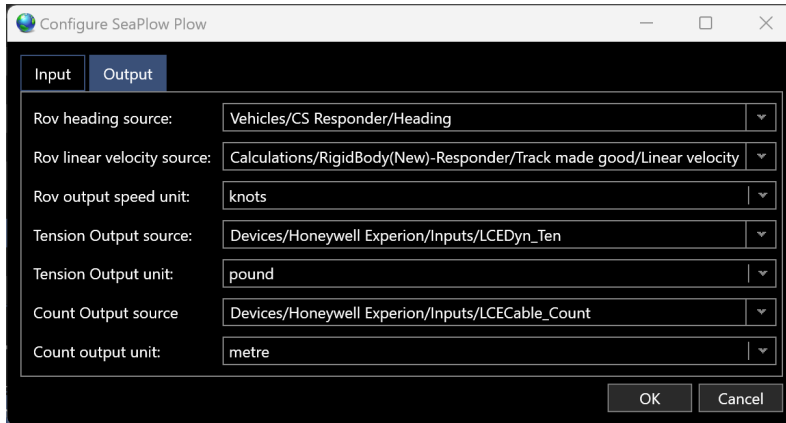 Configure SeaPlow Plow
Input Output
Rov heading source: Vehicles/CS Responder/Heading
Rov linear velocity source: Calculations/RigidBody(New)-Responder/Track made good/Linear velocity
Rov output speed unit: knots
Tension Output source: Devices/Honeywell Experion/Inputs/LCEDyn_Ten
Tension Output unit: pound
Count Output source Devices/Honeywell Experion/Inputs/LCECable_Count
Count output unit: metre
OK Cancel